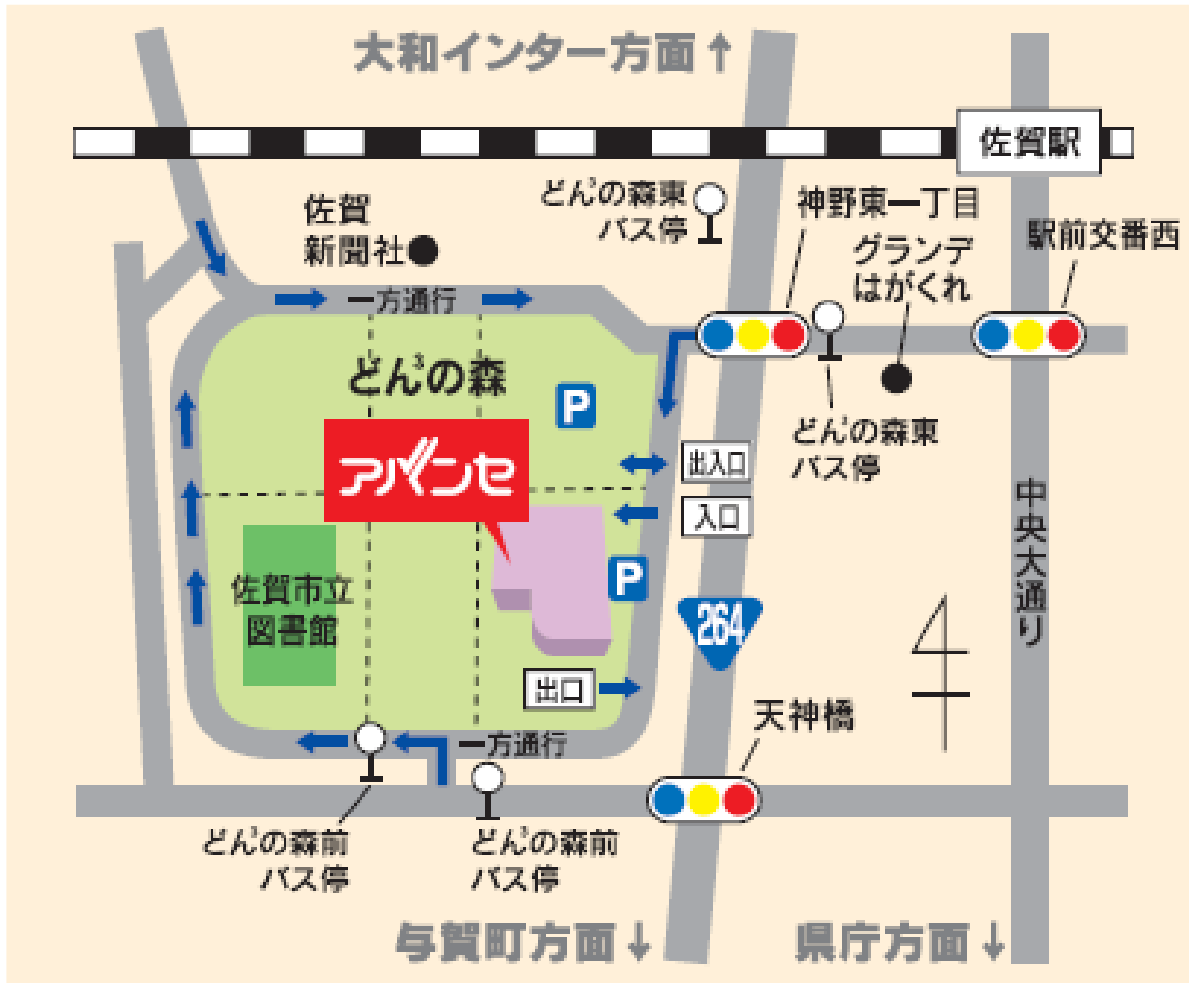 大和インター方面↑
佐賀駅
どん³の森東
バス停
神野東一丁目
佐賀
新聞社
グランデ
はがくれ
駅前交番西
一方通行
どん³の森
P
アバンセ
どん³の森東
バス停
出入口
入口
中央大通り
P
佐賀市立
図書館
264
出口
天神橋
一方通行
どん³の森前
バス停
どん³の森前
バス停
与賀町方面↓
県庁方面↓